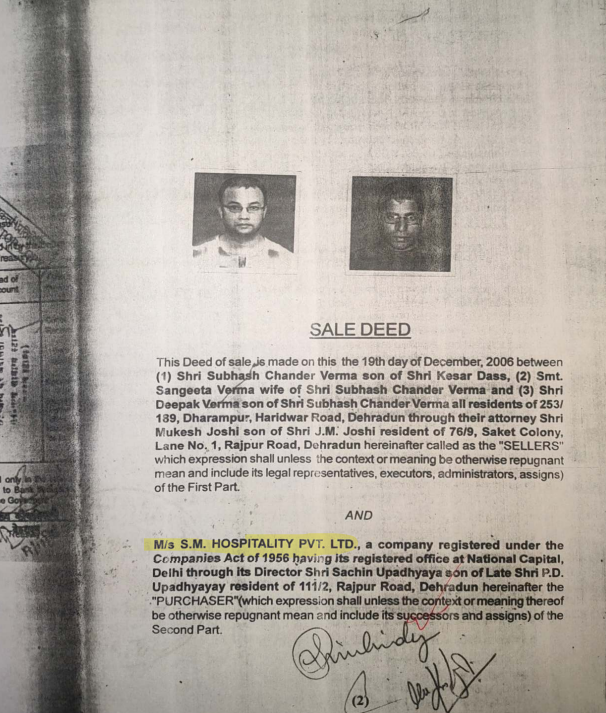 SALE DEED
This Deed of sale is made on this the 19th day of December, 2006 between
(1) Shri Subhash Chander Verma son of Shri Kesar Dass, (2) Smt.
Sangeeta Verma wife of Shri Subhash Chander Verma and (3) Shri
Deepak Verma son of Shri Subhash Chander Verma all residents of 253/
189, Dharampur, Haridwar Road, Dehradun through their attorney Shri
Mukesh Joshi son of Shri J.M. Joshi resident of 76/9, Saket Colony,
Lane No. 1, Rajpur Road, Dehradun hereinafter called as the "SELLERS"
which expression shall unless the context or meaning be otherwise repugnant
mean and include its legal representatives, executors, administrators, assigns)
of the First Part.
AND
M/s S.M. HOSPITALITY PVT. LTD., a company registered under the
Companies Act of 1956 having its registered office at National Capital,
Delhi through its Director Shri Sachin Upadhyaya son of Late Shri P.D.
Upadhyayay resident of 111/2, Rajpur Road, Dehradun hereinafter the
"PURCHASER"(which expression shall unless the context or meaning thereof
be otherwise repugnant mean and include its successors and assigns) of the
Second Part.
(2)